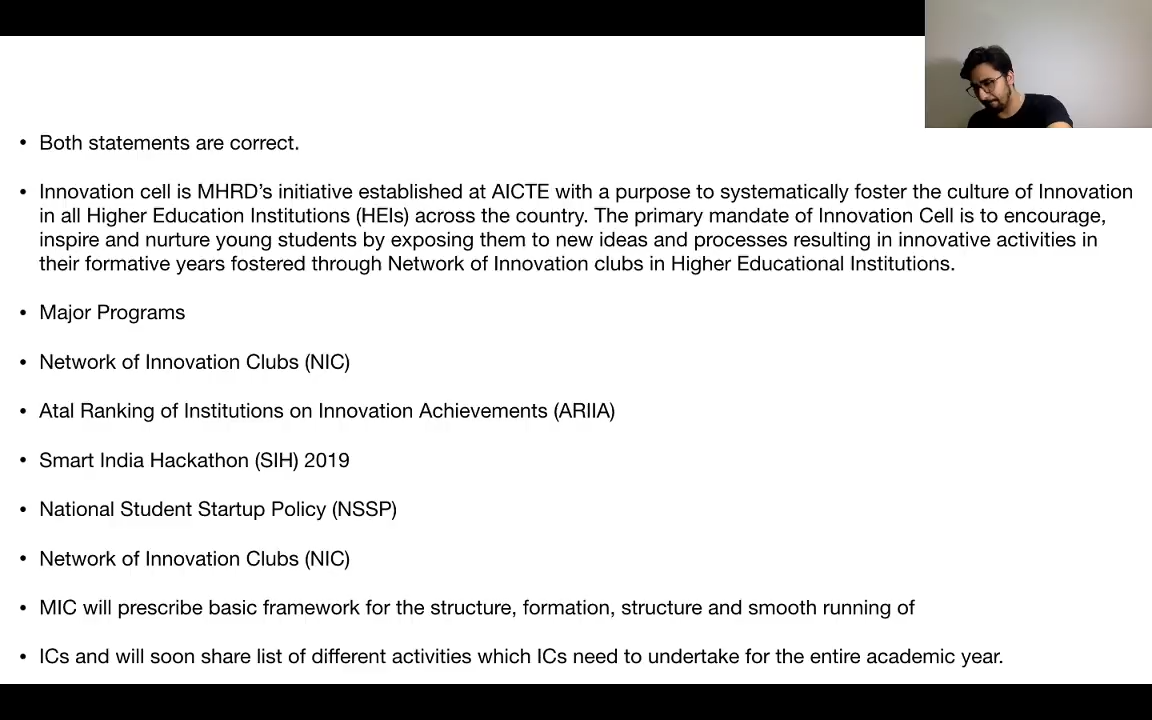 • Both statements are correct.
• Innovation cell is MHRD's initiative established at AICTE with a purpose to systematically foster the culture of Innovation
in all Higher Education Institutions (HEIs) across the country. The primary mandate of Innovation Cell is to encourage,
inspire and nurture young students by exposing them to new ideas and processes resulting in innovative activities in
their formative years fostered through Network of Innovation clubs in Higher Educational Institutions.
• Major Programs
• Network of Innovation Clubs (NIC)
• Atal Ranking of Institutions on Innovation Achievements (ARIIA)
• Smart India Hackathon (SIH) 2019
• National Student Startup Policy (NSSP)
• Network of Innovation Clubs (NIC)
• MIC will prescribe basic framework for the structure, formation, structure and smooth running of
• ICs and will soon share list of different activities which ICs need to undertake for the entire academic year.